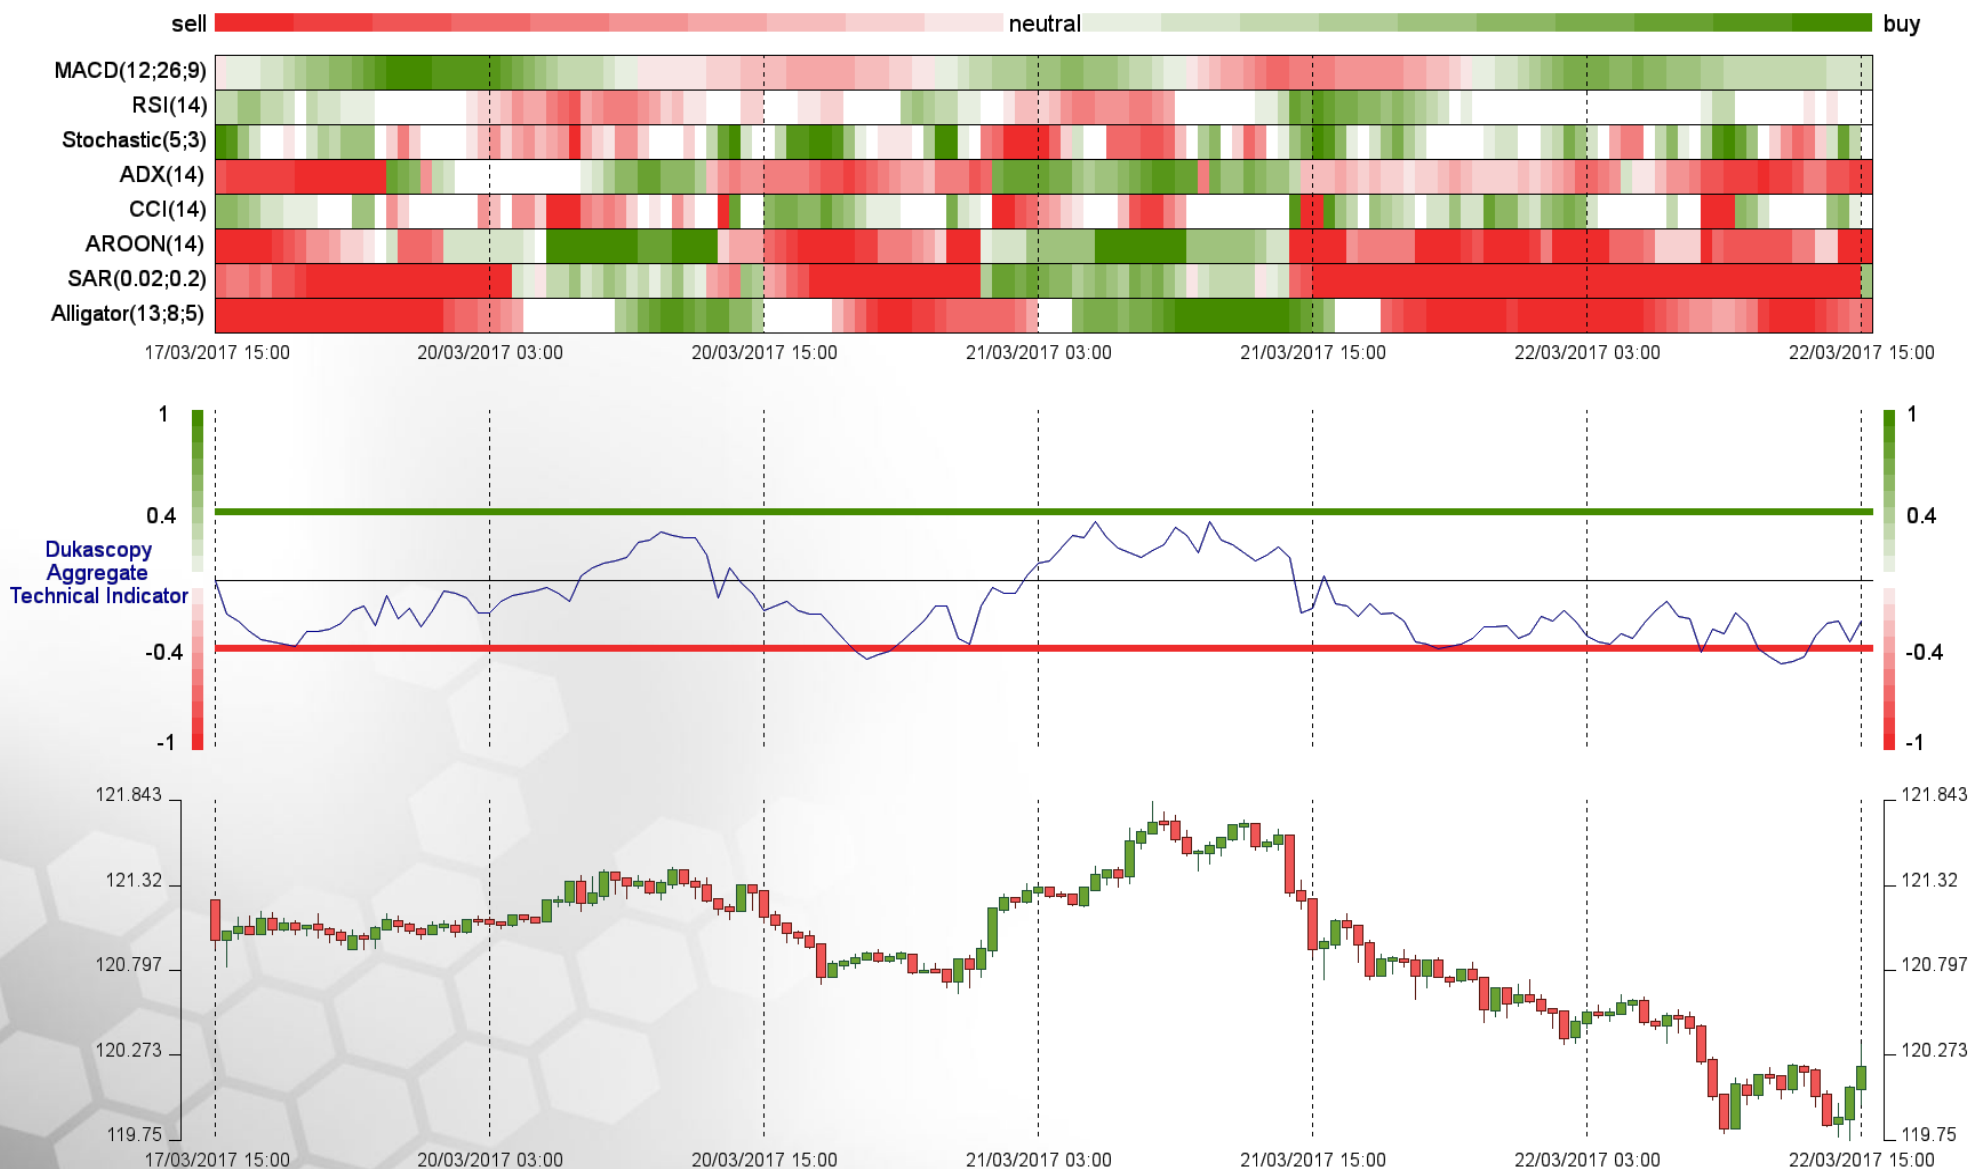 sell neutral buy
MACD(12;26;9)
RSI(14)
Stochastic(5;3)
ADX(14)
CCI(14)
AROON(14)
SAR(0.02;0.2)
Alligator(13;8;5)
17/03/2017 15:00 20/03/2017 03:00 20/03/2017 15:00 21/03/2017 03:00 21/03/2017 15:00 22/03/2017 03:00 22/03/2017 15:00
1 1
0.4 0.4
Dukascopy
Aggregate
Technical Indicator
-0.4 -0.4
-1 -1
121.843 121.843
121.32 121.32
120.797 120.797
120.273 120.273
119.75 119.75
17/03/2017 15:00 20/03/2017 03:00 20/03/2017 15:00 21/03/2017 03:00 21/03/2017 15:00 22/03/2017 03:00 22/03/2017 15:00